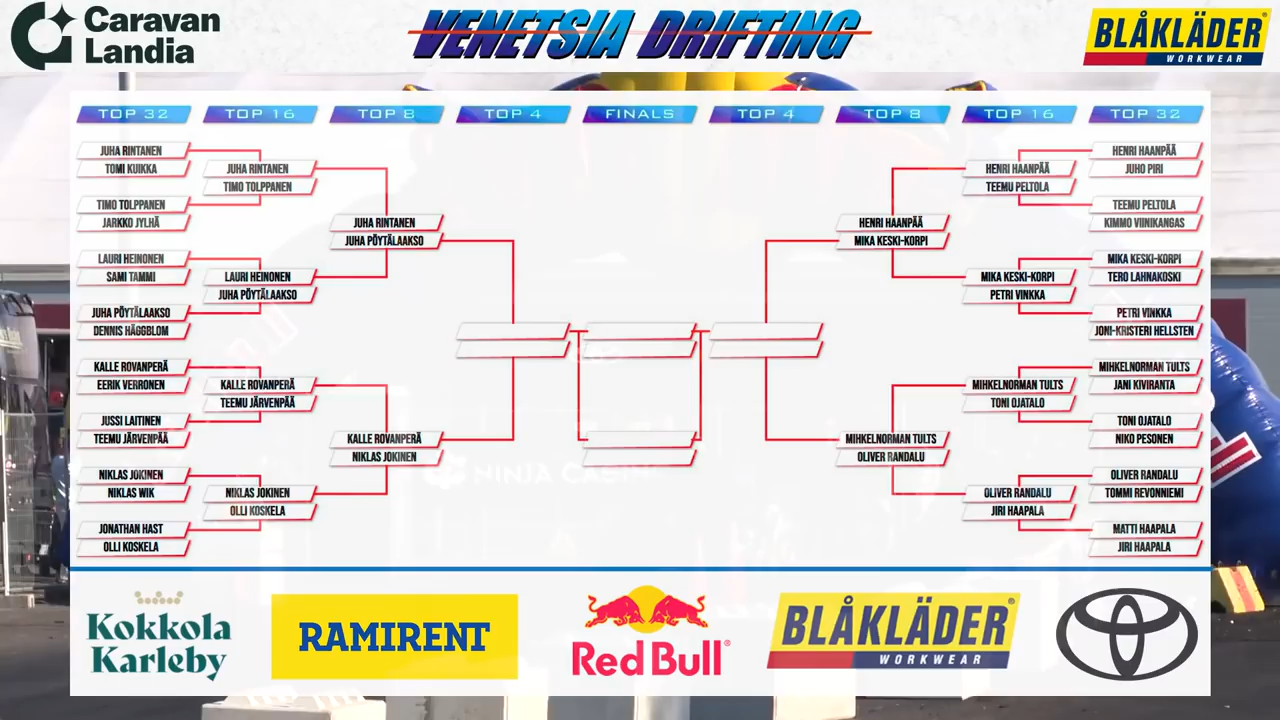 Caravan
Landia
VENETSIA DRIFTING
BLÅKLÄDER®
WORKWEAR
TOP 32
TOP 16
TOP 8
TOP 4
FINALS
TOP 4
TOP 8
TOP 16
TOP 32
JUHA RINTANEN
TOMI KUIKKA
TIMO TOLPPANEN
JARKKO JYLHÄ
LAURI HEINONEN
SAMI TAMMI
JUHA PÖYTÄLAAKSO
DENNIS HÄGGBLOM
KALLE ROVANPERÄ
EERIK VERRONEN
JUSSI LAITINEN
TEEMU JÄRVENPÄÄ
NIKLAS JOKINEN
NIKLAS WIK
JONATHAN HAST
OLLI KOSKELA
JUHA RINTANEN
TIMO TOLPPANEN
LAURI HEINONEN
JUHA PÖYTÄLAAKSO
KALLE ROVANPERÄ
TEEMU JÄRVENPÄÄ
NIKLAS JOKINEN
OLLI KOSKELA
JUHA RINTANEN
JUHA PÖYTÄLAAKSO
KALLE ROVANPERÄ
NIKLAS JOKINEN
NINJA CASINO
HENRI HAANPÄÄ
MIKA KESKI-KORPI
MIHKELNORMAN TULTS
OLIVER RANDALU
HENRI HAANPÄÄ
TEEMU PELTOLA
MIKA KESKI-KORPI
PETRI VINKKA
MIHKELNORMAN TULTS
TONI OJATALO
OLIVER RANDALU
JIRI HAAPALA
HENRI HAANPÄÄ
JUHO PIRI
TEEMU PELTOLA
KIMMO VIINIKANGAS
MIKA KESKI-KORPI
TERO LAHNAKOSKI
PETRI VINKKA
JONI-KRISTERI HELLSTEN
MIHKELNORMAN TULTS
JANI KIVIRANTA
TONI OJATALO
NIKO PESONEN
OLIVER RANDALU
TOMMI REVONNIEMI
MATTI HAAPALA
JIRI HAAPALA
Kokkola
Karleby
RAMIRENT
Red Bull®
BLÅKLÄDER®
WORKWEAR